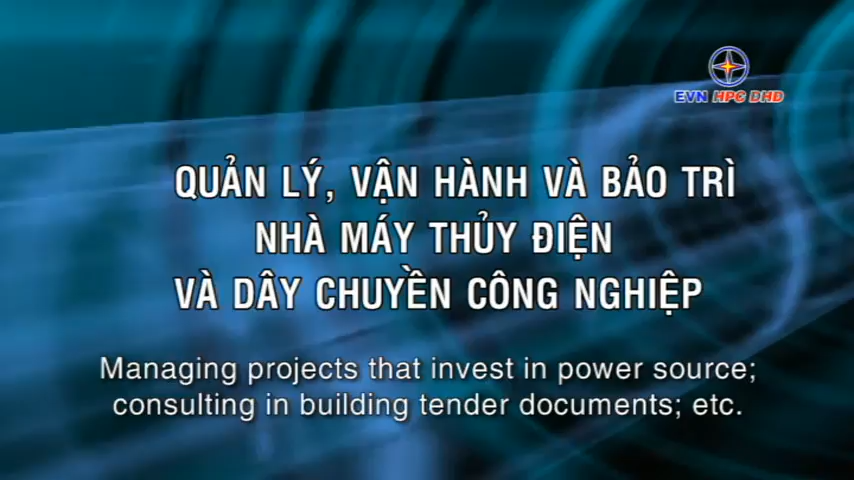 EVN HPC DHD
QUẢN LÝ, VẬN HÀNH VÀ BẢO TRÌ
NHÀ MÁY THỦY ĐIỆN
VÀ DÂY CHUYỀN CÔNG NGHIỆP
Managing projects that invest in power source;
consulting in building tender documents; etc.